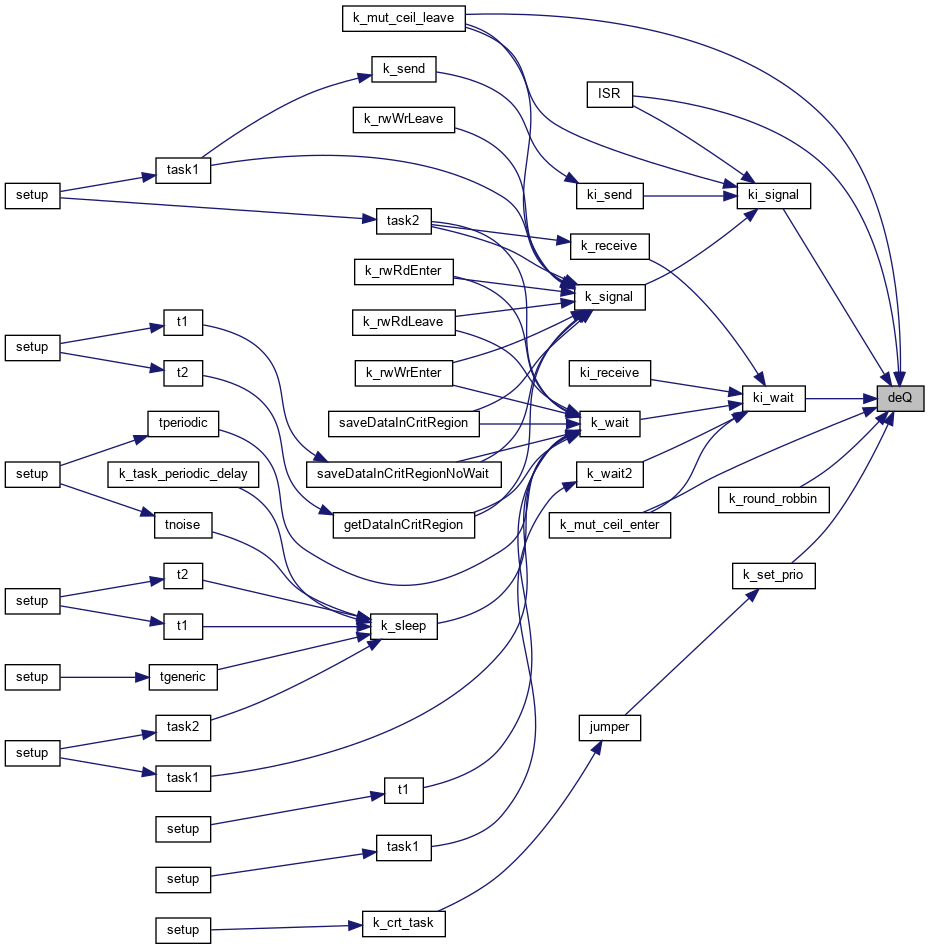 k_mut_ceil_leave
k_send
ISR
k_rwWrLeave
task1
setup
ki_send
ki_signal
task2
k_receive
k_rwRdEnter
k_signal
k_rwRdLeave
t1
setup
t2
k_rwWrEnter
ki_receive
ki_wait
deQ
tperiodic
saveDataInCritRegion
k_wait
setup
k_task_periodic_delay
saveDataInCritRegionNoWait
k_wait2
k_round_robbin
tnoise
getDataInCritRegion
k_mut_ceil_enter
t2
k_set_prio
setup
t1
k_sleep
setup
tgeneric
task2
jumper
setup
task1
t1
setup
task1
setup
k_crt_task
setup